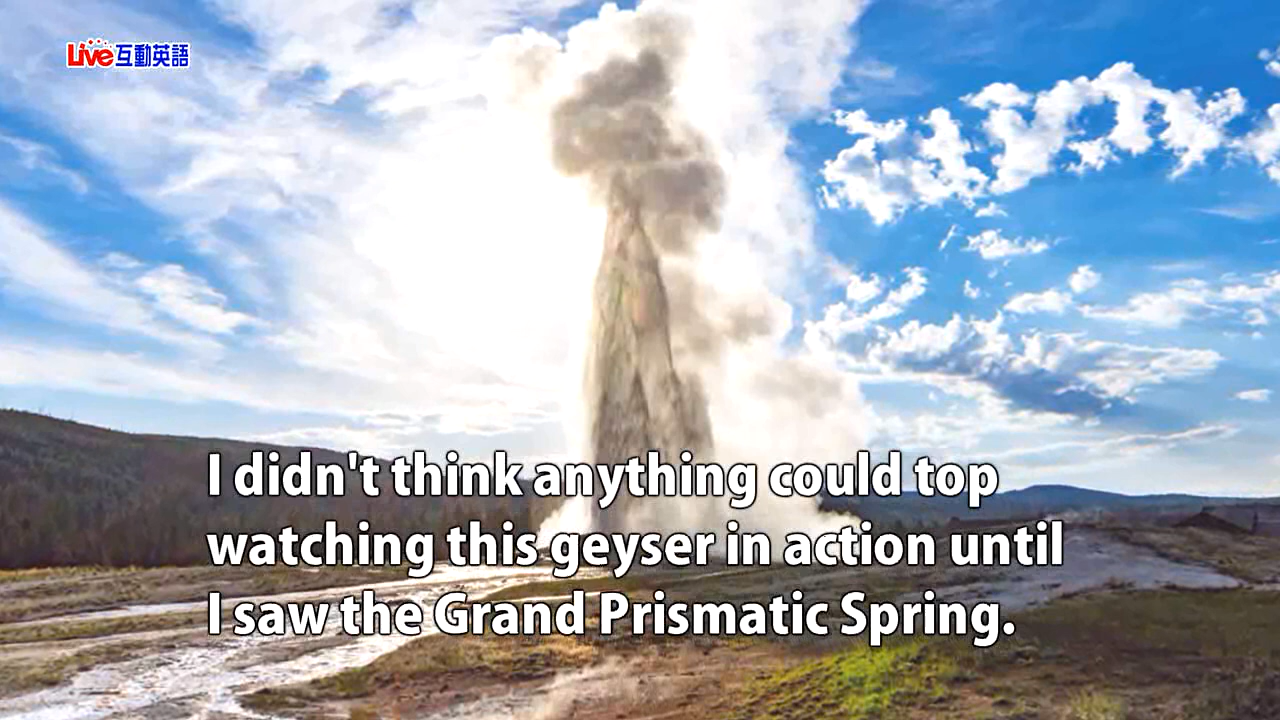 Live互動英語
I didn't think anything could top
watching this geyser in action until
I saw the Grand Prismatic Spring.